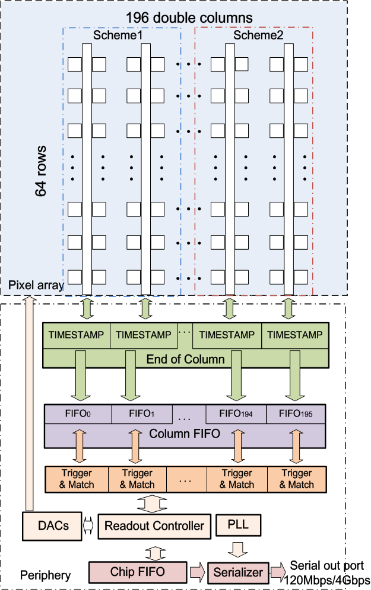 196 double columns
Scheme1 Scheme2
64 rows
Pixel array
TIMESTAMP TIMESTAMP ... TIMESTAMP TIMESTAMP
End of Column
FIFO0 FIFO1 ... FIFO194 FIFO195
Column FIFO
Trigger Trigger Trigger Trigger
& Match & Match ... & Match & Match
DACs Readout Controller PLL
Serial out port
Periphery Chip FIFO Serializer 120Mbps/4Gbps